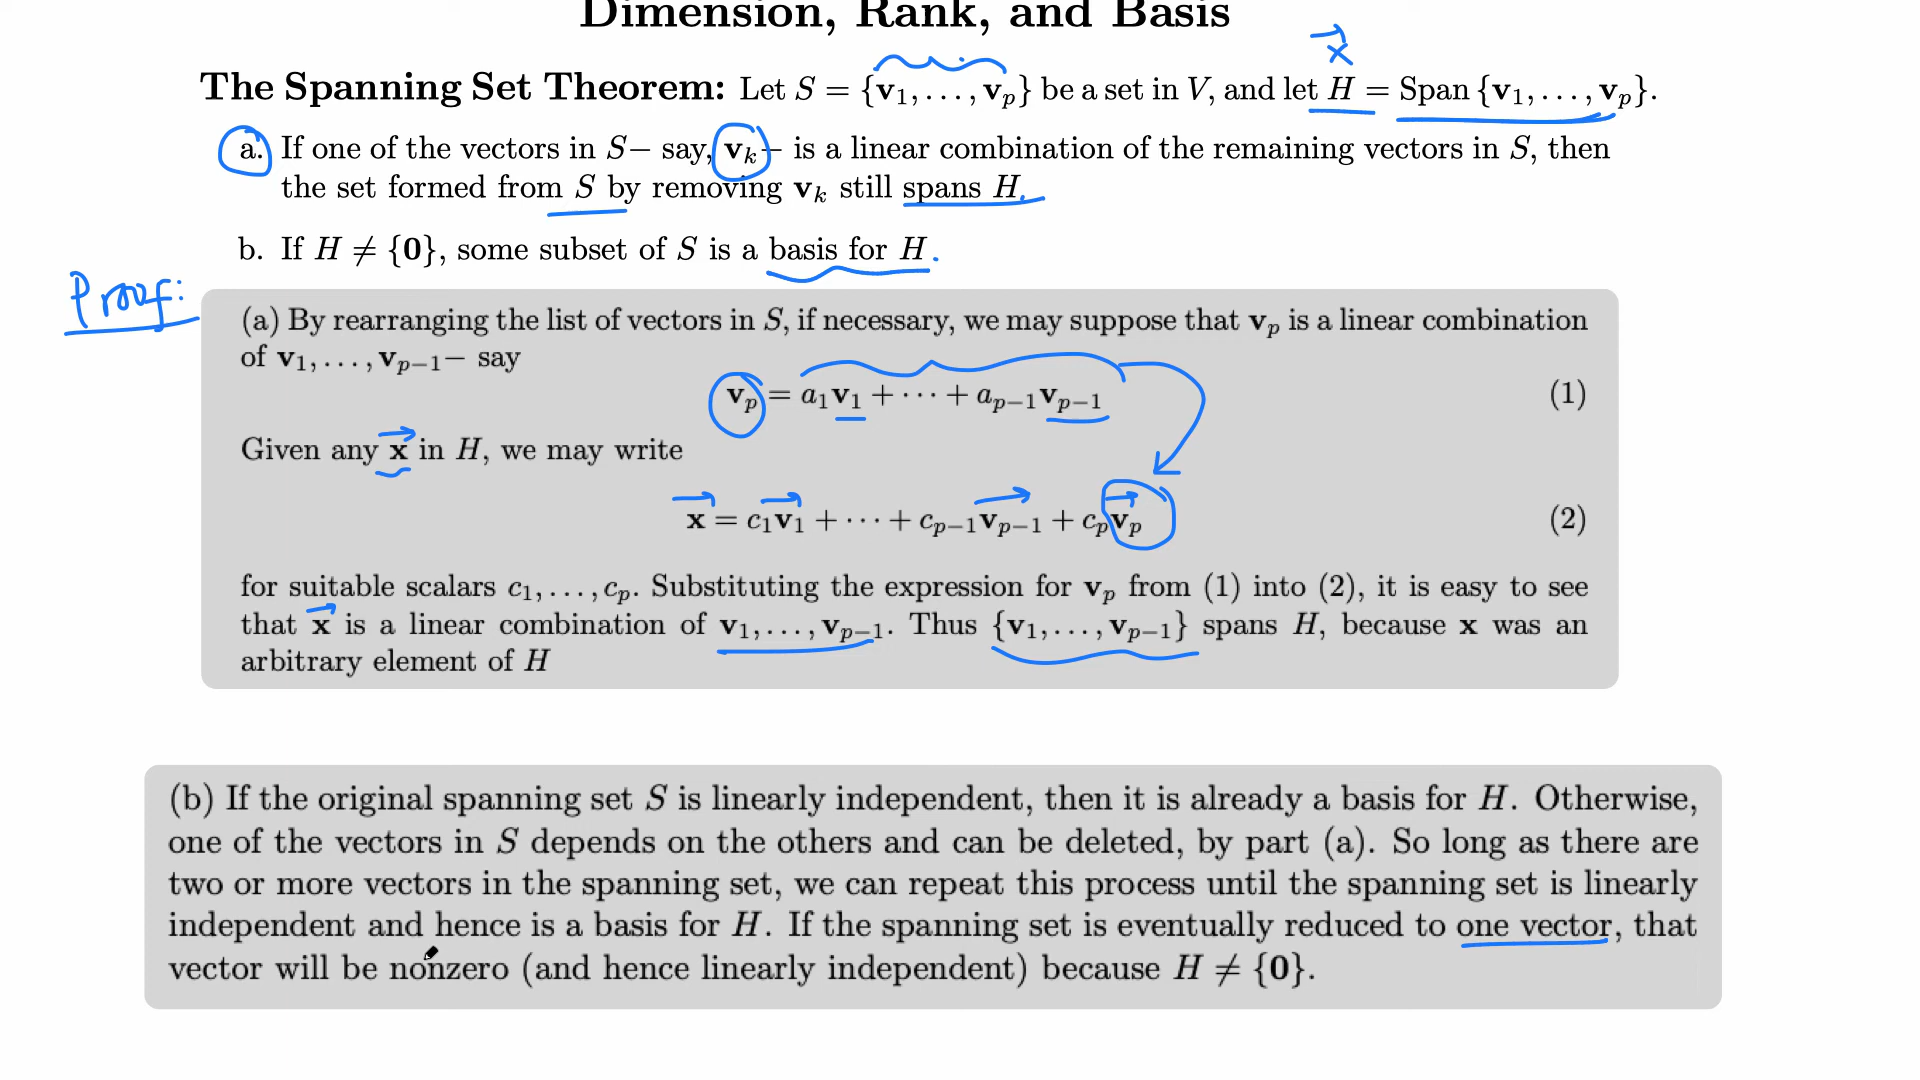 Dimension, Rank, and Basis
x
The Spanning Set Theorem: Let S = {v₁, . . . , vₚ} be a set in V, and let H = Span {v₁, . . . , vₚ}.
a. If one of the vectors in S− say, vₖ− is a linear combination of the remaining vectors in S, then
the set formed from S by removing vₖ still spans H.
b. If H ≠ {0}, some subset of S is a basis for H.
Proof:
(a) By rearranging the list of vectors in S, if necessary, we may suppose that vₚ is a linear combination
of v₁, . . . , vₚ₋₁− say
vₚ = a₁v₁ + · · · + aₚ₋₁vₚ₋₁ (1)
Given any x in H, we may write
x = c₁v₁ + · · · + cₚ₋₁vₚ₋₁ + cₚvₚ (2)
for suitable scalars c₁, . . . , cₚ. Substituting the expression for vₚ from (1) into (2), it is easy to see
that x is a linear combination of v₁, . . . , vₚ₋₁. Thus {v₁, . . . , vₚ₋₁} spans H, because x was an
arbitrary element of H
(b) If the original spanning set S is linearly independent, then it is already a basis for H. Otherwise,
one of the vectors in S depends on the others and can be deleted, by part (a). So long as there are
two or more vectors in the spanning set, we can repeat this process until the spanning set is linearly
independent and hence is a basis for H. If the spanning set is eventually reduced to one vector, that
vector will be nonzero (and hence linearly independent) because H ≠ {0}.